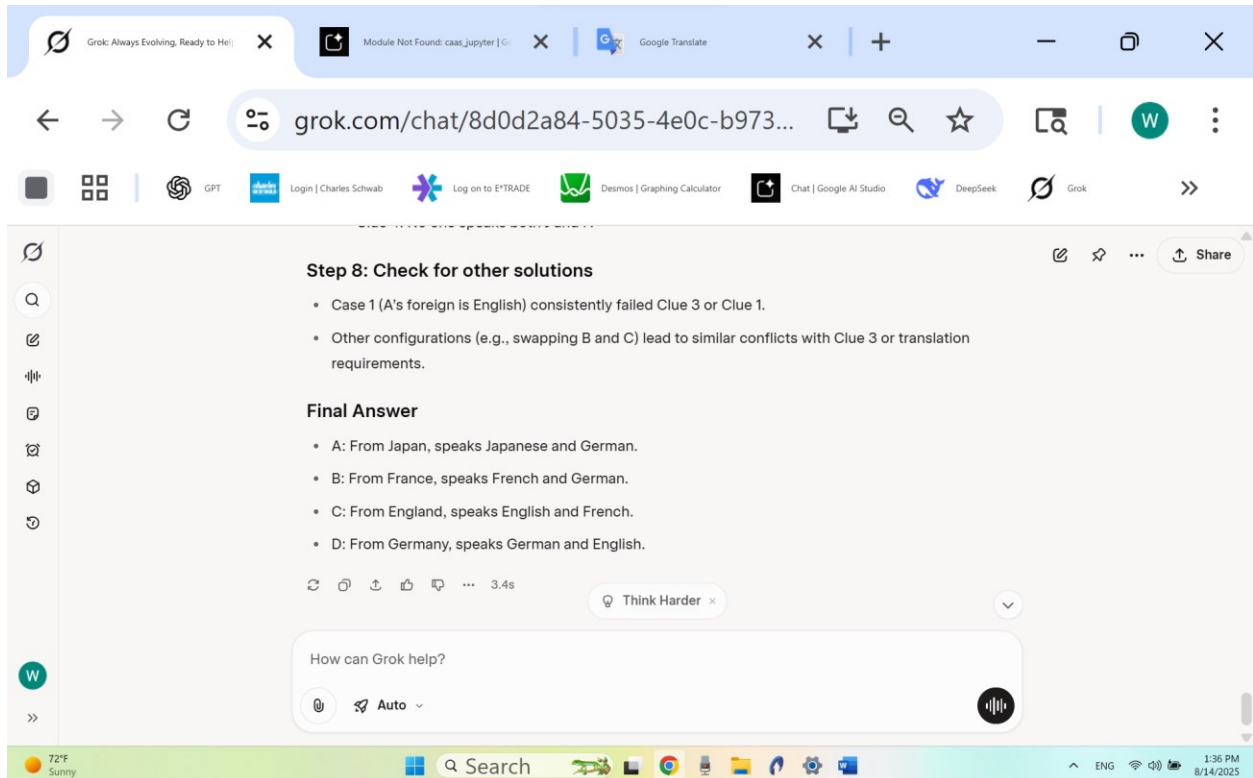 Grok: Always Evolving, Ready to Hel
Module Not Found: caas_jupyter | G
Google Translate
grok.com/chat/8d0d2a84-5035-4e0c-b973...
W
GPT
Login | Charles Schwab
Log on to E*TRADE
Desmos | Graphing Calculator
Chat | Google AI Studio
DeepSeek
Grok
Share
Step 8: Check for other solutions
• Case 1 (A's foreign is English) consistently failed Clue 3 or Clue 1.
• Other configurations (e.g., swapping B and C) lead to similar conflicts with Clue 3 or translation
requirements.
Final Answer
• A: From Japan, speaks Japanese and German.
• B: From France, speaks French and German.
• C: From England, speaks English and French.
• D: From Germany, speaks German and English.
3.4s
Think Harder
How can Grok help?
Auto
W
72°F
Sunny
Search
ENG
1:36 PM
8/14/2025